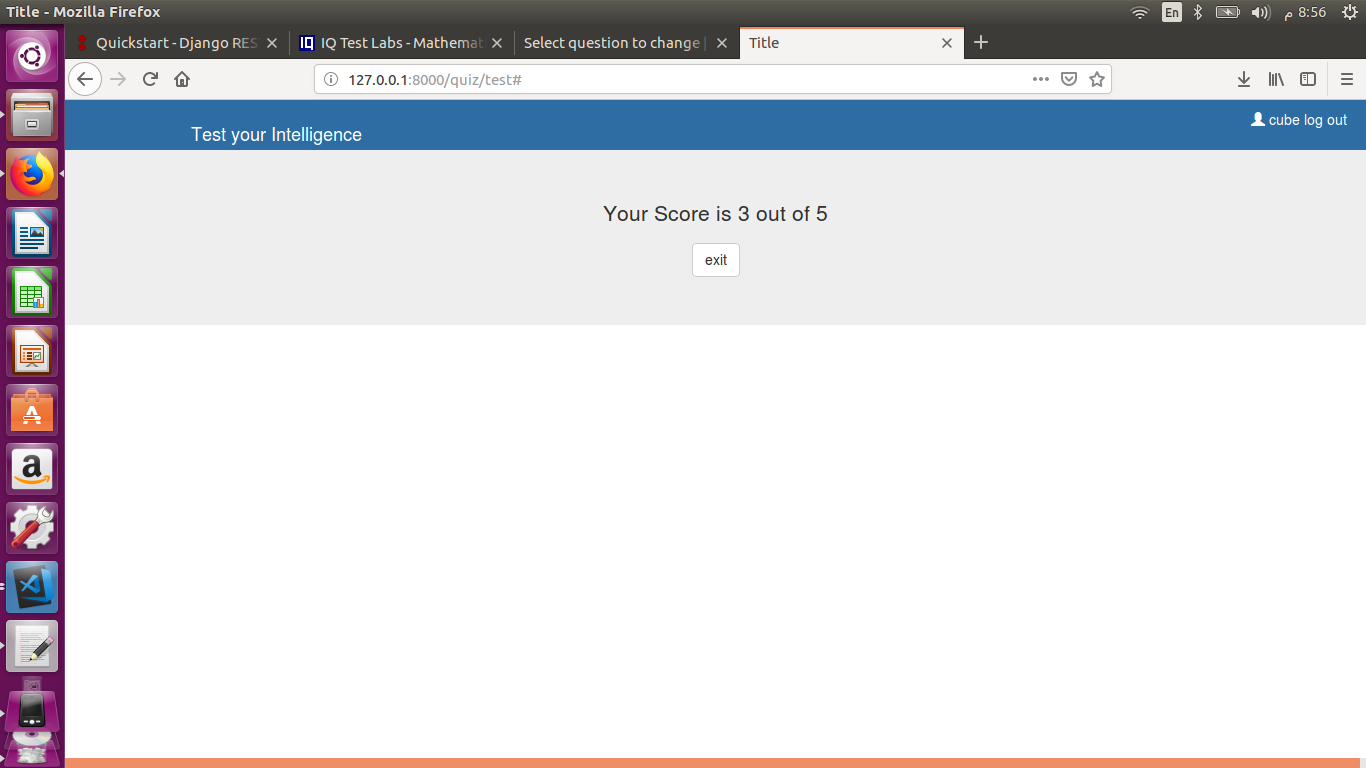 Title - Mozilla Firefox
En
8:56 م
Quickstart - Django RES
IQ IQ Test Labs - Mathemat
Select question to change |
Title
127.0.0.1:8000/quiz/test#
cube log out
Test your Intelligence
Your Score is 3 out of 5
exit